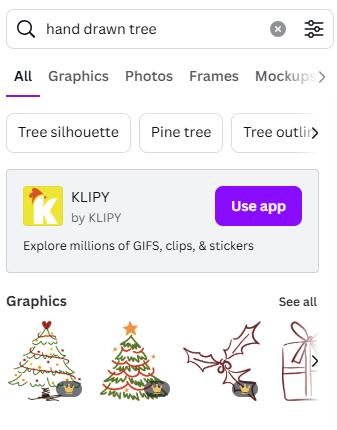 hand drawn tree
All Graphics Photos Frames Mockups
Tree silhouette Pine tree Tree outlin
K
KLIPY
by KLIPY
Use app
Explore millions of GIFS, clips, & stickers
Graphics See all